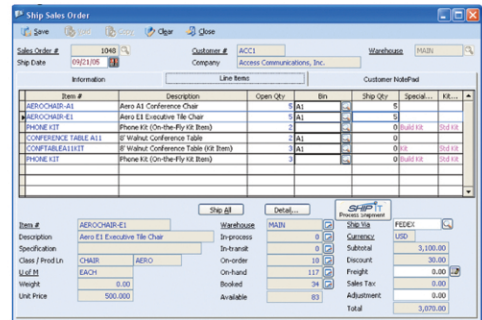 Ship Sales Order
Save Edit Copy Clear Close
Sales Order # 1040 Customer # ACC1 Warehouse MAIN
Ship Date 09/21/05 Company Access Communications, Inc.
Information Line Items Customer NotePad
Item # Description Open Qty Bin Ship Qty Special... Kit...
AEROCHAIR-A1 Aero A1 Conference Chair 5 A1 5
AEROCHAIR-E1 Aero E1 Executive Tile Chair 5 A1 5
PHONE KIT Phone Kit (On-the-Fly Kit Item) 2 0 Build Kit Std Kit
CONFERENCE TABLE A11 8' Walnut Conference Table 2 A1 0
CONFTABLEA11KIT 8' Walnut Conference Table (Kit Item) 3 A1 0 Kit Std Kit
PHONE KIT Phone Kit (On-the-Fly Kit Item) 3 0 Build Kit Std Kit
Ship All Detail... SHIP IT
Process Shipment
Item # AEROCHAIR-E1 Warehouse MAIN Ship Via FEDEX
Description Aero E1 Executive Tile Chair In-process 0 Currency USD
Specification In-transit 0 Subtotal 3,100.00
Class / Prod Ln CHAIR AERO On-order 10 Discount 30.00
U of M EACH On-hand 117 Freight 0.00
Weight 0.00 Booked 34 Sales Tax 0.00
Unit Price 500.000 Available 83 Adjustment 0.00
Total 3,070.00